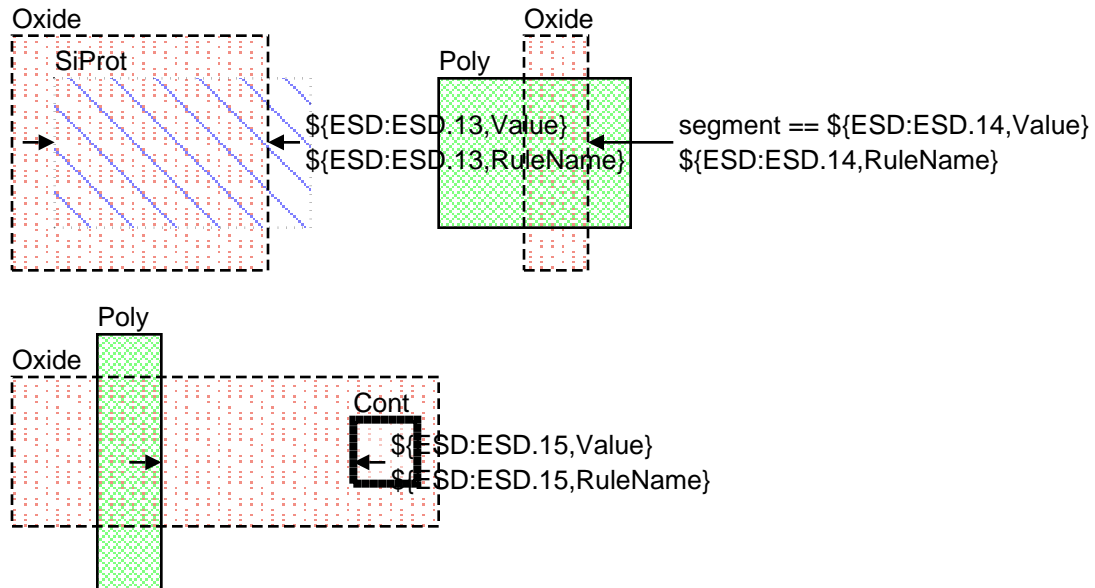 Oxide
SiProt
${ESD:ESD.13,Value}
${ESD:ESD.13,RuleName}
Oxide
Poly
segment == ${ESD:ESD.14,Value}
${ESD:ESD.14,RuleName}
Poly
Oxide
Cont
${ESD:ESD.15,Value}
${ESD:ESD.15,RuleName}